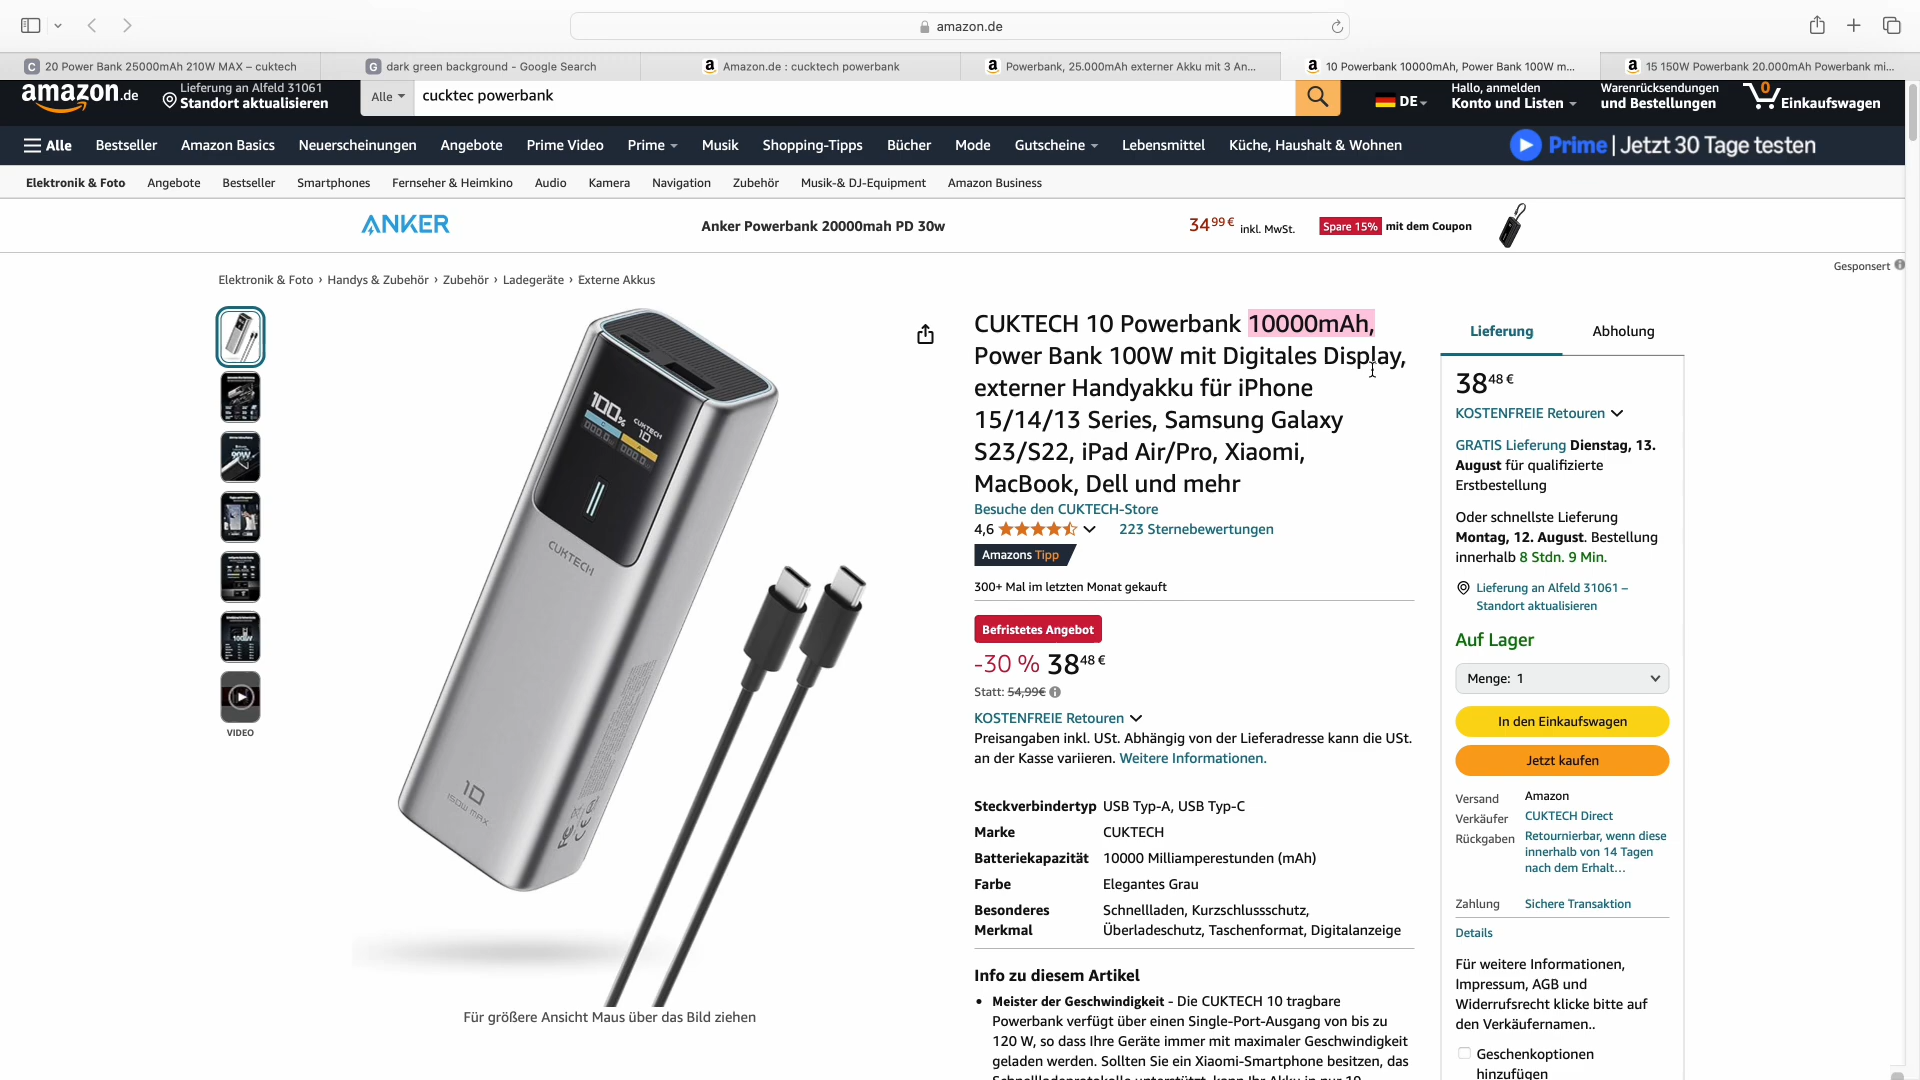 amazon.de
20 Power Bank 25000mAh 210W MAX – cuktech
dark green background - Google Search
Amazon.de : cucktech powerbank
Powerbank, 25.000mAh externer Akku mit 3 An...
10 Powerbank 10000mAh, Power Bank 100W m...
15 150W Powerbank 20.000mAh Powerbank mi...
amazon.de
Lieferung an Alfeld 31061
Standort aktualisieren
Alle
cucktec powerbank
DE
Hallo, anmelden
Konto und Listen
Warenrücksendungen
und Bestellungen
0
Einkaufswagen
Alle
Bestseller
Amazon Basics
Neuerscheinungen
Angebote
Prime Video
Prime
Musik
Shopping-Tipps
Bücher
Mode
Gutscheine
Lebensmittel
Küche, Haushalt & Wohnen
Prime | Jetzt 30 Tage testen
Elektronik & Foto
Angebote
Bestseller
Smartphones
Fernseher & Heimkino
Audio
Kamera
Navigation
Zubehör
Musik-& DJ-Equipment
Amazon Business
ANKER
Anker Powerbank 20000mah PD 30w
34 99 € inkl. MwSt.
Spare 15% mit dem Coupon
Gesponsert
Elektronik & Foto › Handys & Zubehör › Zubehör › Ladegeräte › Externe Akkus
100%
CUKTECH
10
000.0
000.0
CUKTECH
10
150W MAX
FC CE
90W
100W
VIDEO
Für größere Ansicht Maus über das Bild ziehen
CUKTECH 10 Powerbank 10000mAh,
Power Bank 100W mit Digitales Display,
externer Handyakku für iPhone
15/14/13 Series, Samsung Galaxy
S23/S22, iPad Air/Pro, Xiaomi,
MacBook, Dell und mehr
Besuche den CUKTECH-Store
4,6
223 Sternebewertungen
Amazons Tipp
300+ Mal im letzten Monat gekauft
Befristetes Angebot
-30 % 38 48 €
Statt: 54,99€
KOSTENFREIE Retouren
Preisangaben inkl. USt. Abhängig von der Lieferadresse kann die USt.
an der Kasse variieren. Weitere Informationen.
Steckverbindertyp USB Typ-A, USB Typ-C
Marke CUKTECH
Batteriekapazität 10000 Milliamperestunden (mAh)
Farbe Elegantes Grau
Besonderes Schnellladen, Kurzschlussschutz,
Merkmal Überladeschutz, Taschenformat, Digitalanzeige
Info zu diesem Artikel
• Meister der Geschwindigkeit - Die CUKTECH 10 tragbare
Powerbank verfügt über einen Single-Port-Ausgang von bis zu
120 W, so dass Ihre Geräte immer mit maximaler Geschwindigkeit
geladen werden. Sollten Sie ein Xiaomi-Smartphone besitzen, das
Lieferung
Abholung
38 48 €
KOSTENFREIE Retouren
GRATIS Lieferung Dienstag, 13.
August für qualifizierte
Erstbestellung
Oder schnellste Lieferung
Montag, 12. August. Bestellung
innerhalb 8 Stdn. 9 Min.
Lieferung an Alfeld 31061 –
Standort aktualisieren
Auf Lager
Menge: 1
In den Einkaufswagen
Jetzt kaufen
Versand Amazon
Verkäufer CUKTECH Direct
Rückgaben Retournierbar, wenn diese
innerhalb von 14 Tagen
nach dem Erhalt...
Zahlung Sichere Transaktion
Details
Für weitere Informationen,
Impressum, AGB und
Widerrufsrecht klicke bitte auf
den Verkäufernamen..
Geschenkoptionen
hinzufügen